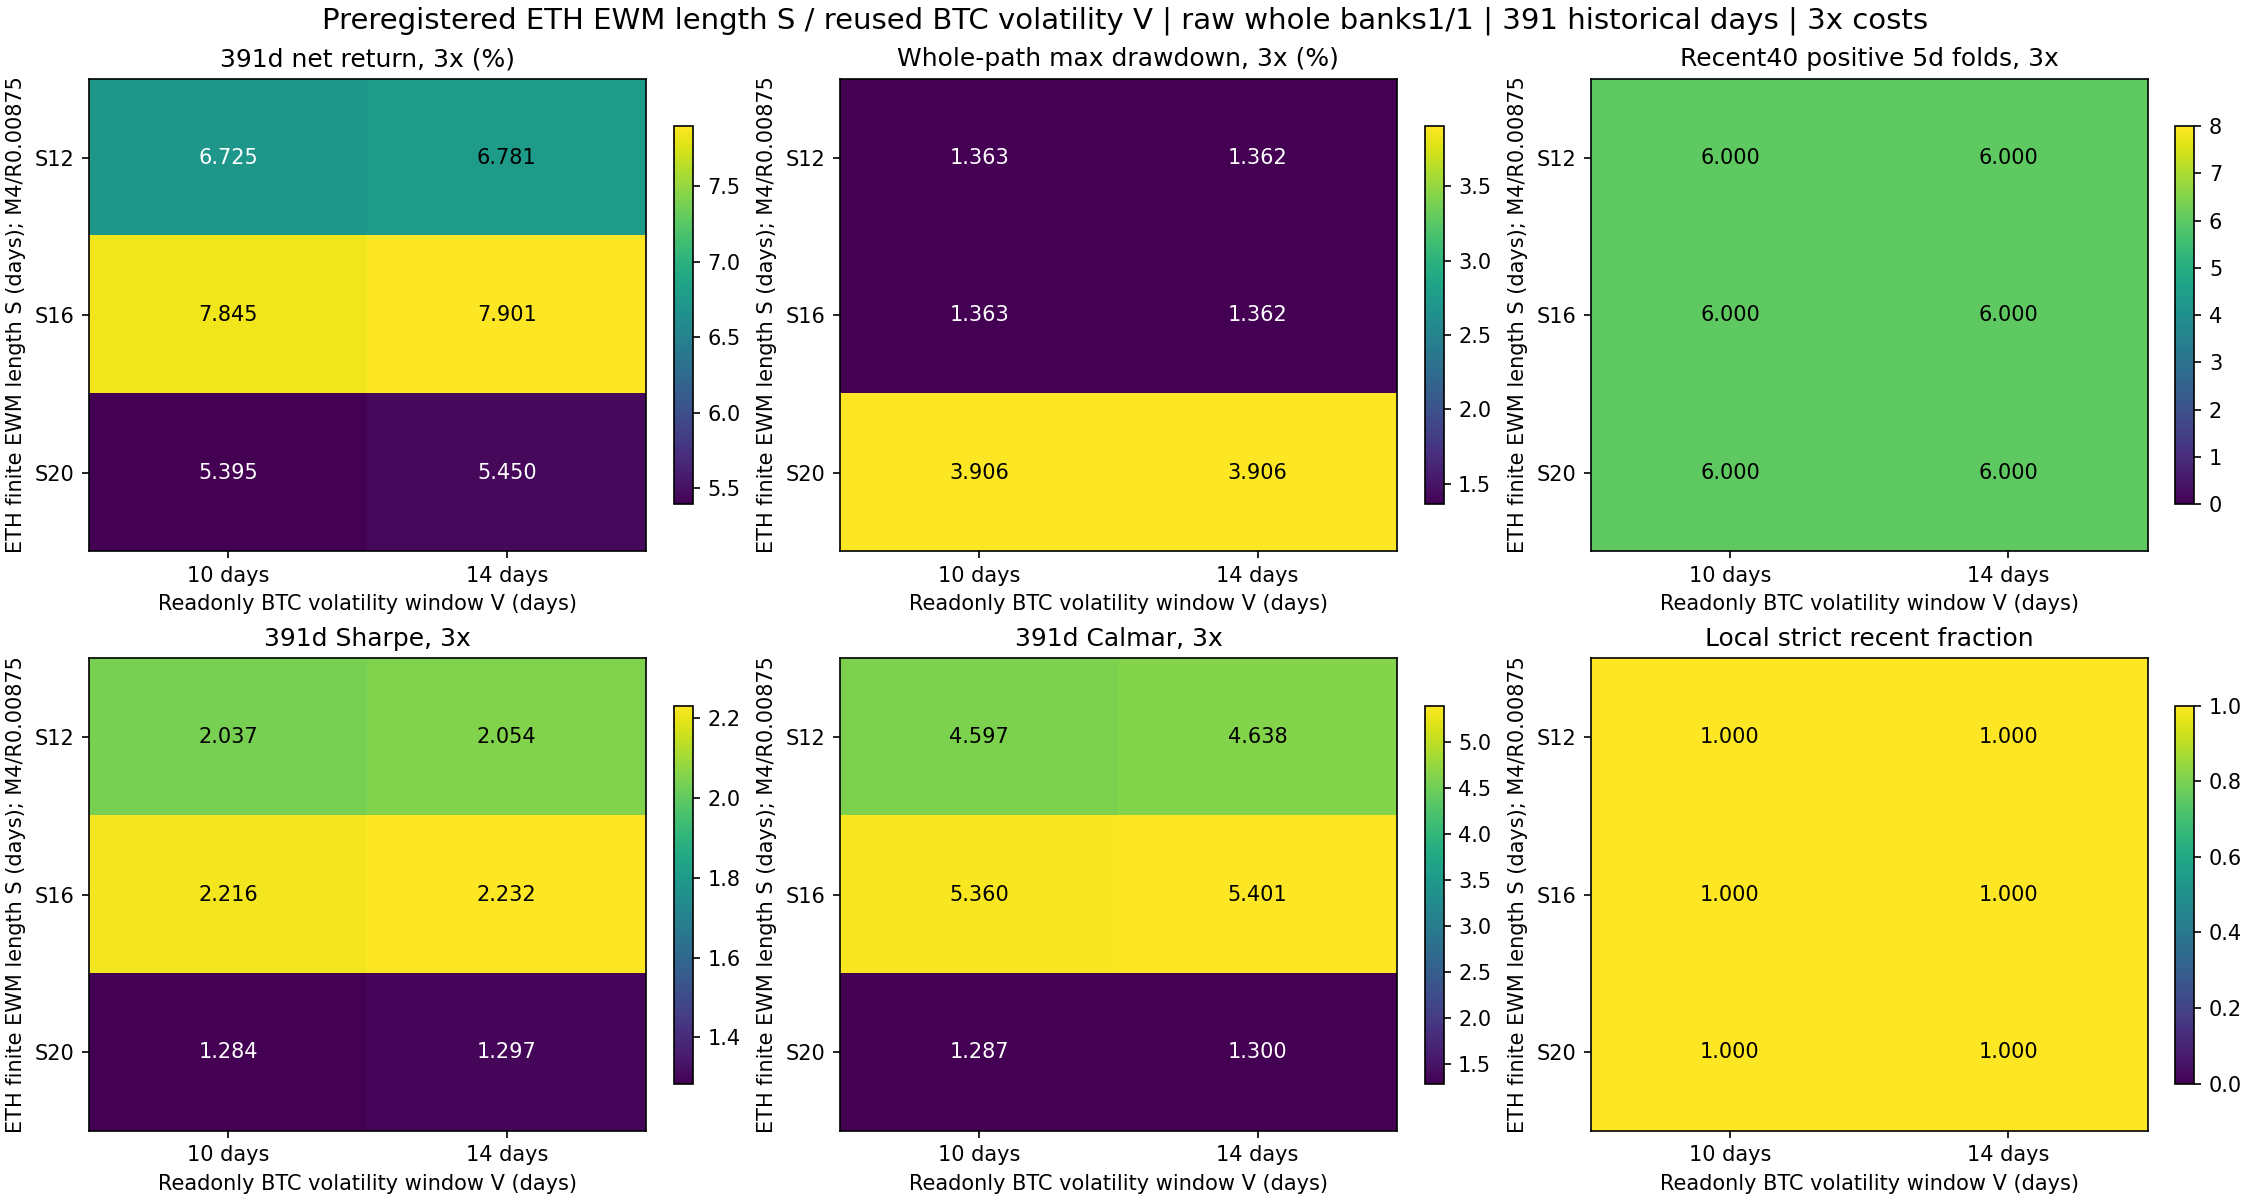 Preregistered ETH EWM length S / reused BTC volatility V | raw whole banks1/1 | 391 historical days | 3x costs
391d net return, 3x (%)
ETH finite EWM length S (days); M4/R0.00875
S12
S16
S20
6.725
6.781
7.845
7.901
5.395
5.450
10 days
14 days
Readonly BTC volatility window V (days)
7.5
7.0
6.5
6.0
5.5
Whole-path max drawdown, 3x (%)
ETH finite EWM length S (days); M4/R0.00875
S12
S16
S20
1.363
1.362
1.363
1.362
3.906
3.906
10 days
14 days
Readonly BTC volatility window V (days)
3.5
3.0
2.5
2.0
1.5
Recent40 positive 5d folds, 3x
ETH finite EWM length S (days); M4/R0.00875
S12
S16
S20
6.000
6.000
6.000
6.000
6.000
6.000
10 days
14 days
Readonly BTC volatility window V (days)
8
7
6
5
4
3
2
1
0
391d Sharpe, 3x
ETH finite EWM length S (days); M4/R0.00875
S12
S16
S20
2.037
2.054
2.216
2.232
1.284
1.297
10 days
14 days
Readonly BTC volatility window V (days)
2.2
2.0
1.8
1.6
1.4
391d Calmar, 3x
ETH finite EWM length S (days); M4/R0.00875
S12
S16
S20
4.597
4.638
5.360
5.401
1.287
1.300
10 days
14 days
Readonly BTC volatility window V (days)
5.0
4.5
4.0
3.5
3.0
2.5
2.0
1.5
Local strict recent fraction
ETH finite EWM length S (days); M4/R0.00875
S12
S16
S20
1.000
1.000
1.000
1.000
1.000
1.000
10 days
14 days
Readonly BTC volatility window V (days)
1.0
0.8
0.6
0.4
0.2
0.0